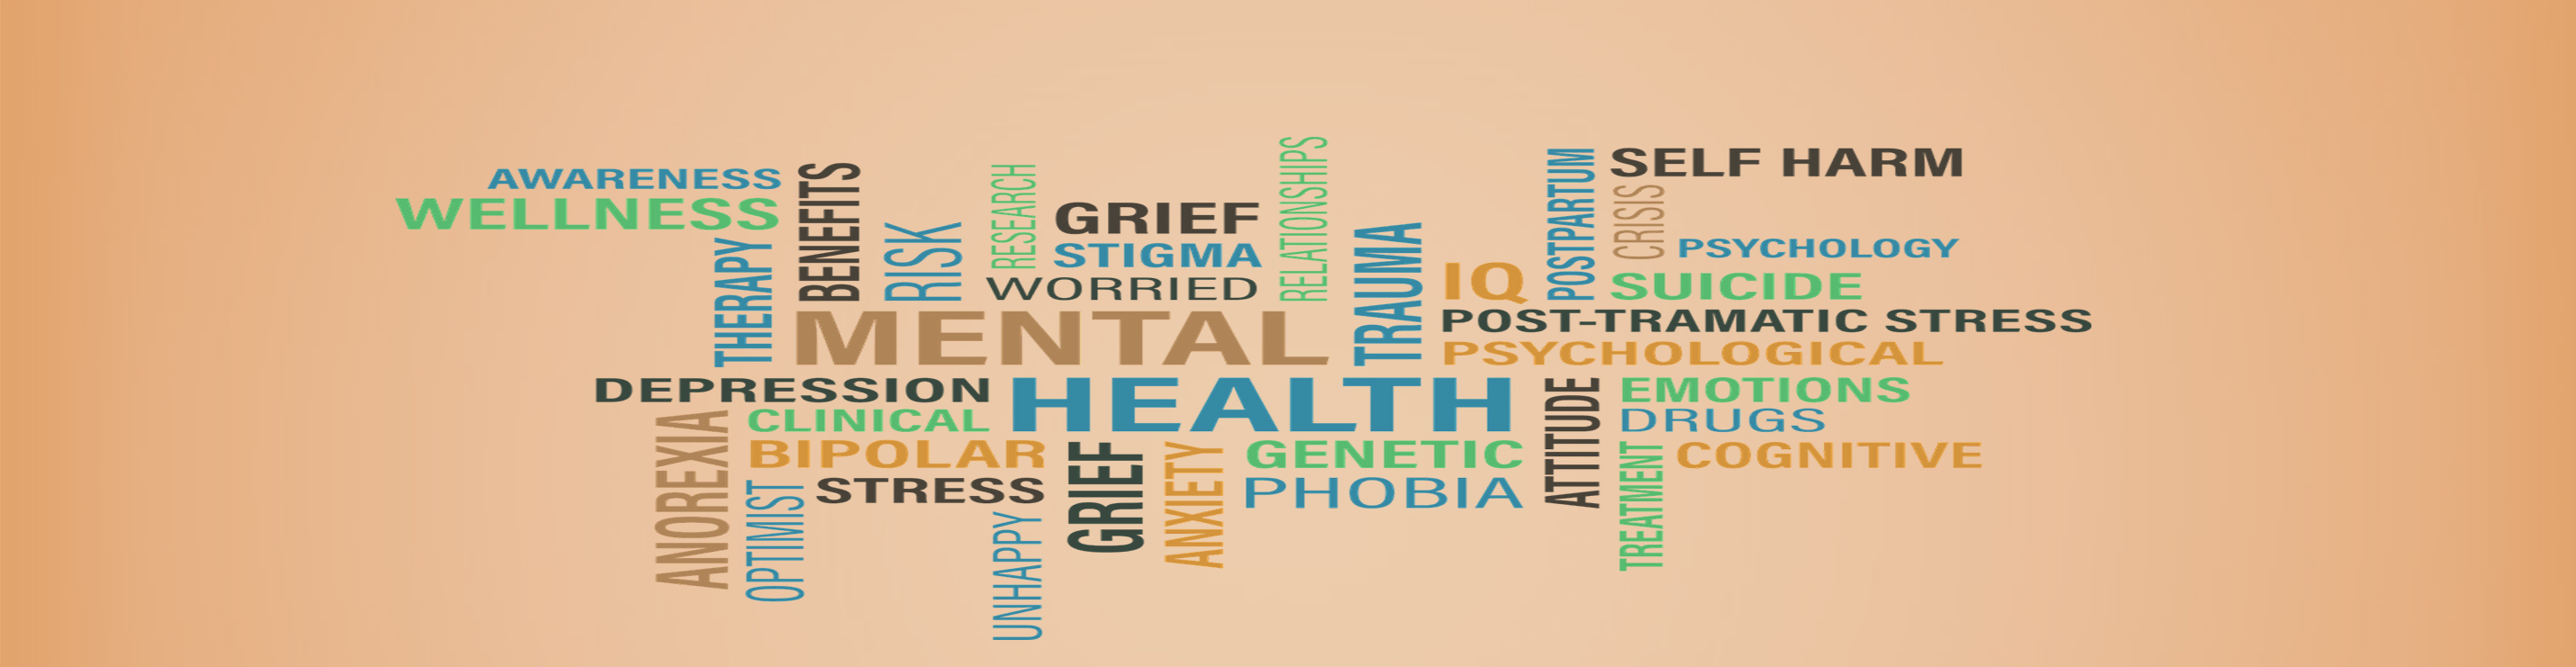 AWARENESS
WELLNESS
THERAPY
BENEFITS
RISK
RESEARCH
GRIEF
STIGMA
WORRIED
RELATIONSHIPS
TRAUMA
IQ
POSTPARTUM
SELF HARM
CRISIS
PSYCHOLOGY
SUICIDE
POST-TRAMATIC STRESS
PSYCHOLOGICAL
MENTAL
HEALTH
DEPRESSION
CLINICAL
BIPOLAR
ANOREXIA
OPTIMIST
STRESS
UNHAPPY
GRIEF
ANXIETY
GENETIC
PHOBIA
ATTITUDE
EMOTIONS
DRUGS
COGNITIVE
TREATMENT